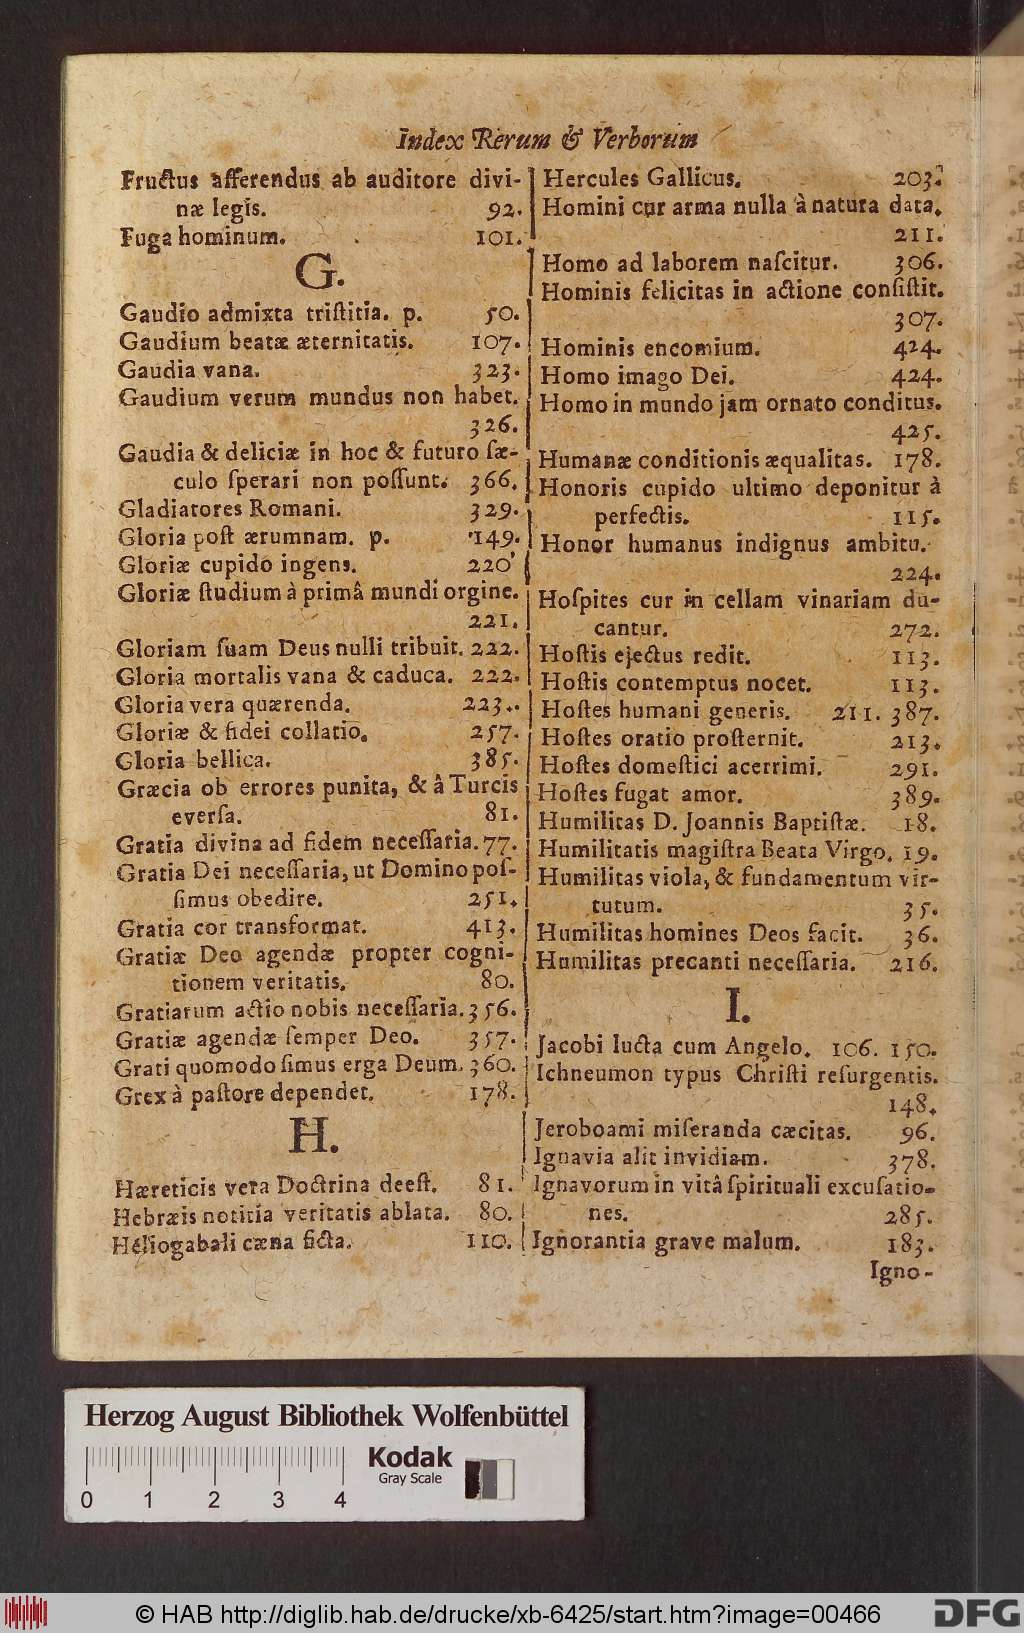 Index Rerum & Verborum
Fructus afferendus ab auditore divi-
næ legis. 92.
Fuga hominum. 101.
G.
Gaudio admixta triſtitia. p. 50.
Gaudium beatæ æternitatis. 107.
Gaudia vana. 323.
Gaudium verum mundus non habet.
326.
Gaudia & deliciæ in hoc & futuro ſæ-
culo ſperari non poſſunt. 366.
Gladiatores Romani. 329.
Gloria poſt ærumnam. p. 149.
Gloriæ cupido ingens. 220
Gloriæ ſtudium à primâ mundi orgine.
221.
Gloriam ſuam Deus nulli tribuit. 222.
Gloria mortalis vana & caduca. 222.
Gloria vera quærenda. 223.
Gloriæ & fidei collatio. 257.
Gloria bellica. 385.
Græcia ob errores punita, & â Turcis
everſa. 81.
Gratia divina ad fidem neceſſaria. 77.
Gratia Dei neceſſaria, ut Domino poſ-
ſimus obedire. 251.
Gratia cor transformat. 413.
Gratiæ Deo agendæ propter cogni-
tionem veritatis. 80.
Gratiarum actio nobis neceſſaria. 356.
Gratiæ agendæ ſemper Deo. 357.
Grati quomodo ſimus erga Deum. 360.
Grex à paſtore dependet. 178.
H.
Hæreticis vera Doctrina deeſt. 81.
Hebræis notitia veritatis ablata. 80.
Heliogabali cæna ficta. 110.
Hercules Gallicus. 203.
Homini cur arma nulla à natura data.
211.
Homo ad laborem naſcitur. 306.
Hominis felicitas in actione conſiſtit.
307.
Hominis encomium. 424.
Homo imago Dei. 424.
Homo in mundo jam ornato conditus.
425.
Humanæ conditionis æqualitas. 178.
Honoris cupido ultimo deponitur à
perfectis. 115.
Honor humanus indignus ambitu.
224.
Hoſpites cur in cellam vinariam du-
cantur. 272.
Hoſtis ejectus redit. 113.
Hoſtis contemptus nocet. 113.
Hoſtes humani generis. 211. 387.
Hoſtes oratio proſternit. 213.
Hoſtes domeſtici acerrimi. 291.
Hoſtes fugat amor. 389.
Humilitas D. Joannis Baptiſtæ. 18.
Humilitatis magiſtra Beata Virgo. 19.
Humilitas viola, & fundamentum vir-
tutum. 35.
Humilitas homines Deos facit. 36.
Humilitas precanti neceſſaria. 216.
I.
Jacobi lucta cum Angelo. 106. 150.
Ichneumon typus Chriſti reſurgentis.
148.
Jeroboami miſeranda cæcitas. 96.
Ignavia alit invidiam. 378.
Ignavorum in vitâ ſpirituali excuſatio-
nes. 285.
Ignorantia grave malum. 183.
Igno-
Herzog August Bibliothek Wolfenbüttel
Kodak
Gray Scale
0 1 2 3 4
© HAB http://diglib.hab.de/drucke/xb-6425/start.htm?image=00466
DFG